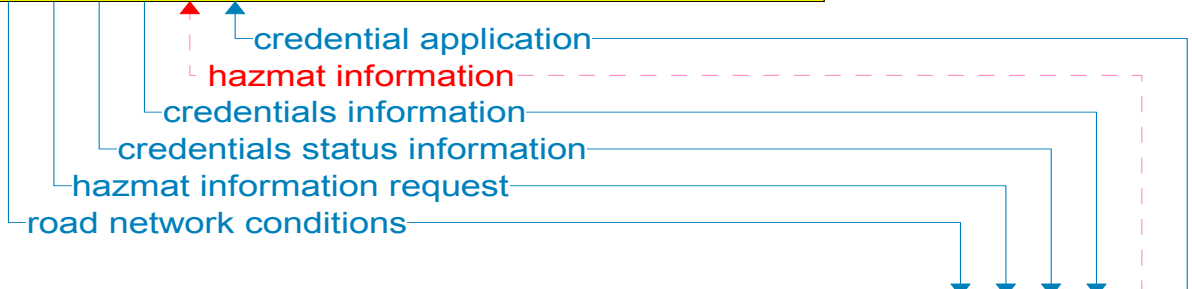 credential application
hazmat information
credentials information
credentials status information
hazmat information request
road network conditions